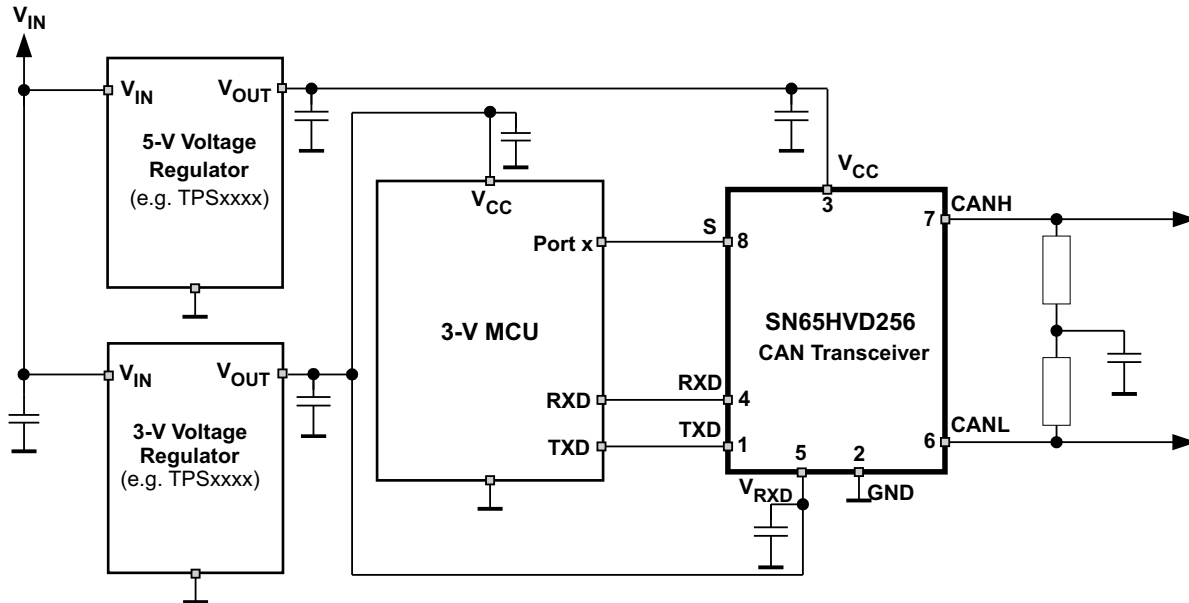 VIN
VIN
VOUT
5-V Voltage
Regulator
(e.g. TPSxxxx)
VCC
Port x
3-V MCU
RXD
TXD
S
8
VCC
3
7
CANH
SN65HVD256
CAN Transceiver
RXD
4
TXD
1
6
CANL
5
2
VRXD
GND
VIN
VOUT
3-V Voltage
Regulator
(e.g. TPSxxxx)